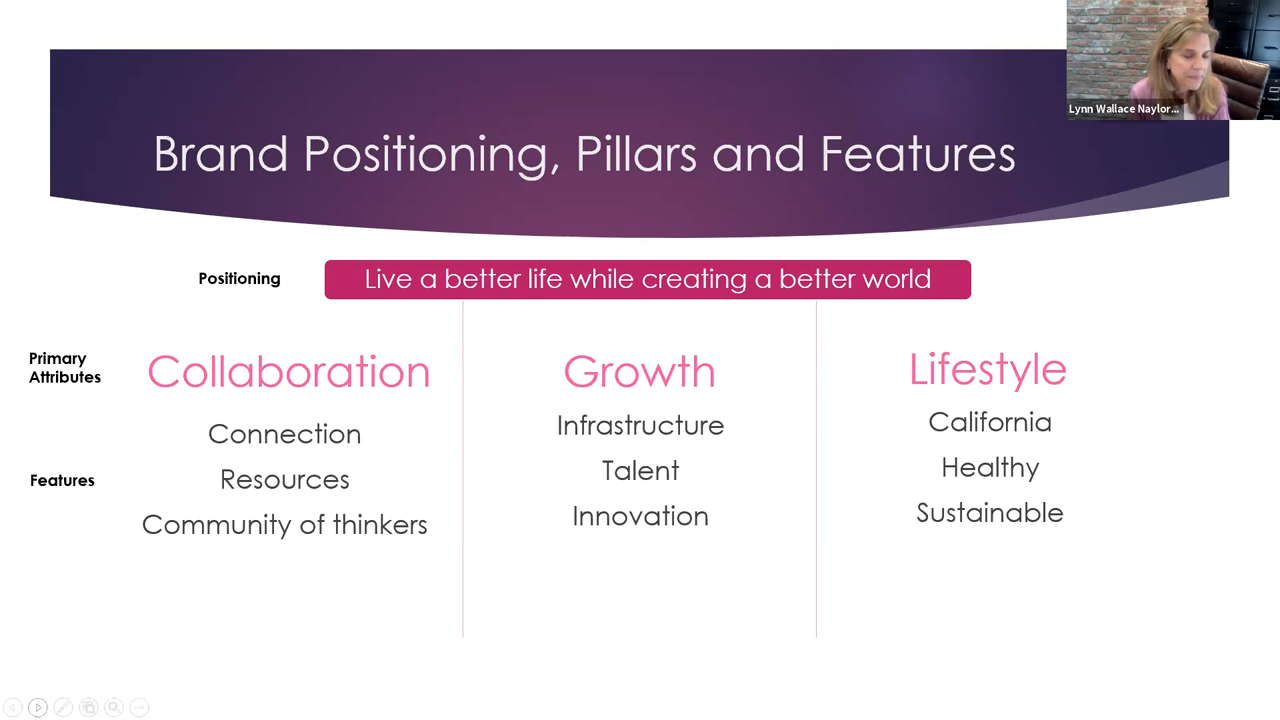 Lynn Wallace Naylor...
Brand Positioning, Pillars and Features
Positioning
Live a better life while creating a better world
Primary
Attributes
Collaboration
Growth
Lifestyle
Features
Connection
Resources
Community of thinkers
Infrastructure
Talent
Innovation
California
Healthy
Sustainable